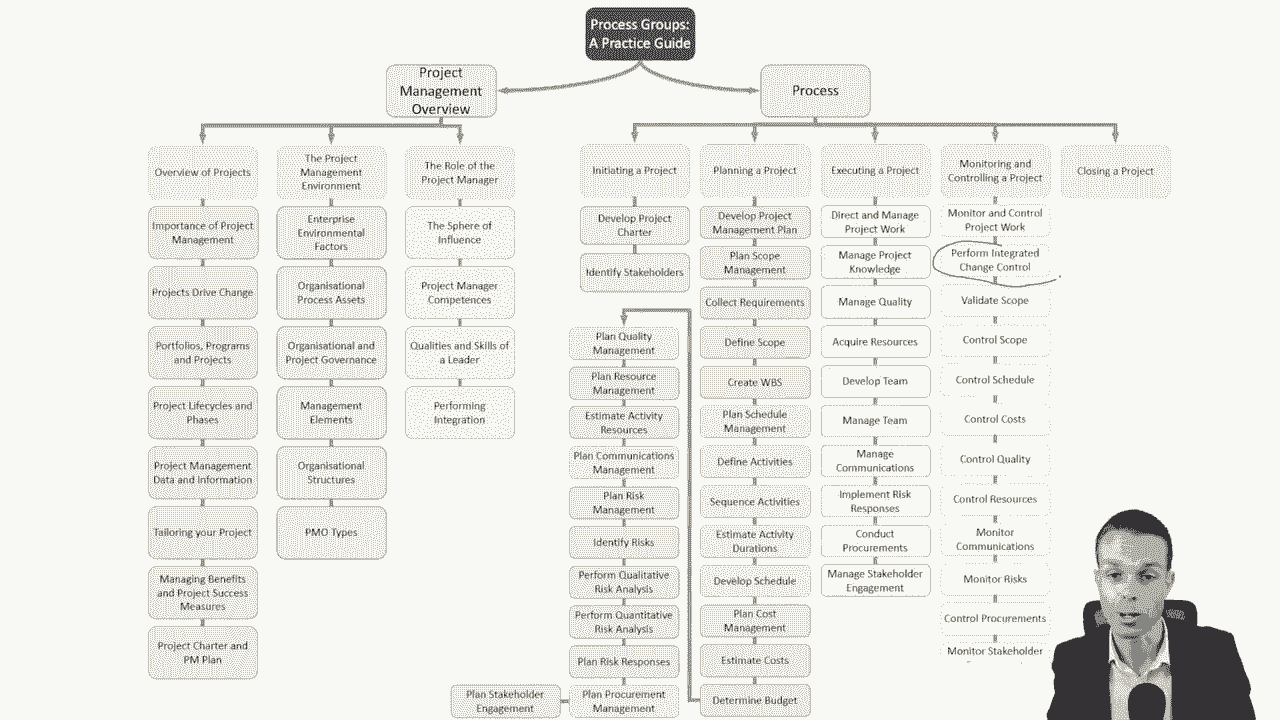 Process Groups:
A Practice Guide
Project
Management
Overview
Process
Overview of Projects
Importance of Project
Management
Projects Drive Change
Portfolios, Programs
and Projects
Project Lifecycles and
Phases
Project Management
Data and Information
Tailoring your Project
Managing Benefits
and Project Success
Measures
Project Charter and
PM Plan
The Project
Management
Environment
Enterprise
Environmental
Factors
Organisational
Process Assets
Organisational and
Project Governance
Management
Elements
Organisational
Structures
PMO Types
The Role of the
Project Manager
The Sphere of
Influence
Project Manager
Competences
Qualities and Skills of
a Leader
Performing
Integration
Initiating a Project
Develop Project
Charter
Identify Stakeholders
Planning a Project
Develop Project
Management Plan
Plan Scope
Management
Collect Requirements
Define Scope
Create WBS
Plan Schedule
Management
Define Activities
Sequence Activities
Estimate Activity
Durations
Develop Schedule
Plan Cost
Management
Estimate Costs
Determine Budget
Plan Quality
Management
Plan Resource
Management
Estimate Activity
Resources
Plan Communications
Management
Plan Risk
Management
Identify Risks
Perform Qualitative
Risk Analysis
Perform Quantitative
Risk Analysis
Plan Risk Responses
Plan Procurement
Management
Plan Stakeholder
Engagement
Executing a Project
Direct and Manage
Project Work
Manage Project
Knowledge
Manage Quality
Acquire Resources
Develop Team
Manage Team
Manage
Communications
Implement Risk
Responses
Conduct
Procurements
Manage Stakeholder
Engagement
Monitoring and
Controlling a Project
Monitor and Control
Project Work
Perform Integrated
Change Control
Validate Scope
Control Scope
Control Schedule
Control Costs
Control Quality
Control Resources
Monitor
Communications
Monitor Risks
Control Procurements
Monitor Stakeholder
Closing a Project